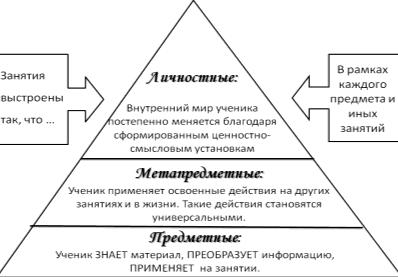 Занятия
выстроены
так, что ...
Личностные:
Внутренний мир ученика
постепенно меняется благодаря
сформированным ценностно-
смысловым установкам
В рамках
каждого
предмета и
иных
занятий
Метапредметные:
Ученик применяет освоенные действия на других
занятиях и в жизни. Такие действия становятся
универсальными.
Предметные:
Ученик ЗНАЕТ материал, ПРЕОБРАЗУЕТ информацию,
ПРИМЕНЯЕТ на занятии.